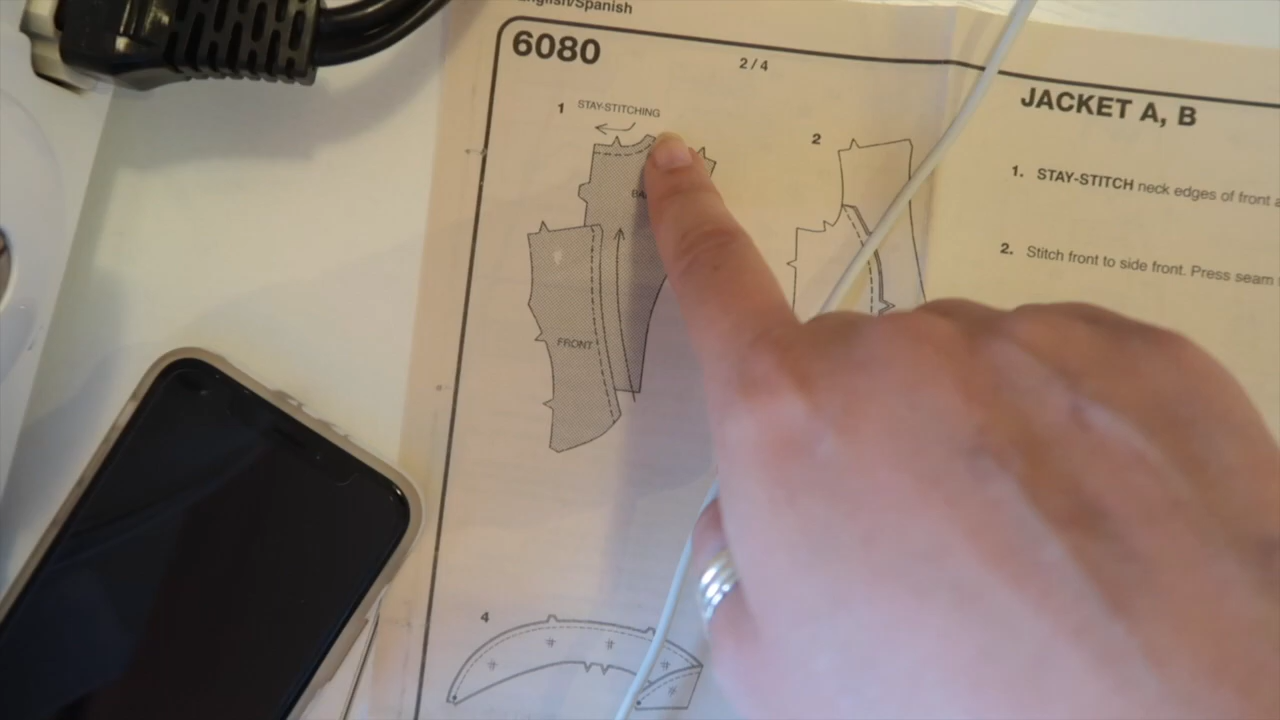 English/Spanish
6080
2 / 4
JACKET A, B
1 STAY-STITCHING
2
1. STAY-STITCH neck edges of front
2. Stitch front to side front. Press seam
FRONT
4